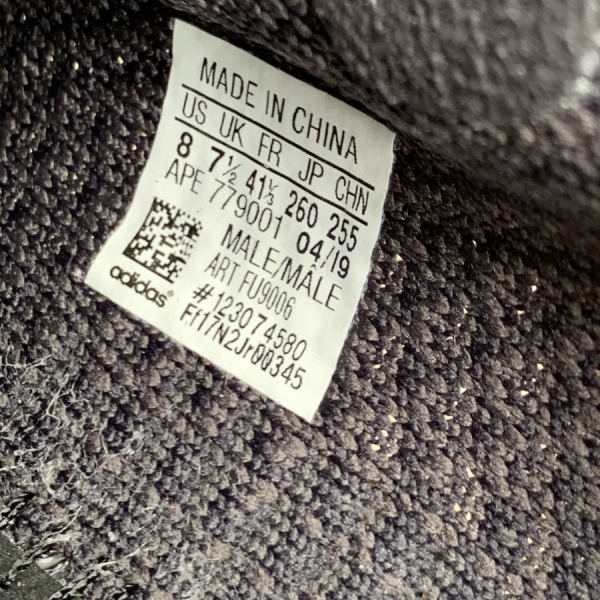 MADE IN CHINA
US UK FR JP CHN
8 7½ 41⅓ 260 255
APE 779001 04/19
MALE/MÂLE
ART FU9006
#123074580
Ff17N2Jr00345
adidas